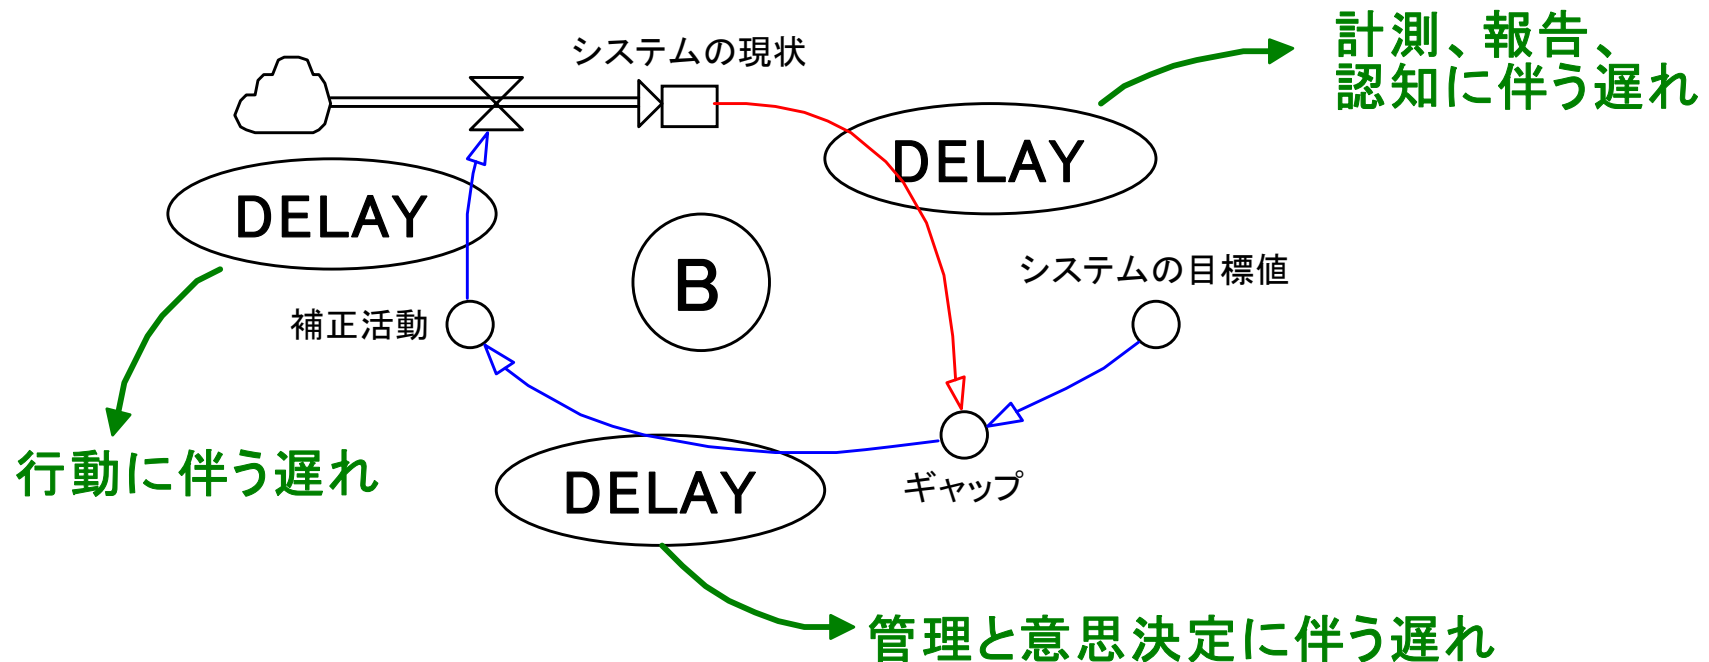 システムの現状
計測、報告、
認知に伴う遅れ
DELAY
DELAY
B
システムの目標値
補正活動
行動に伴う遅れ
DELAY
ギャップ
管理と意思決定に伴う遅れ